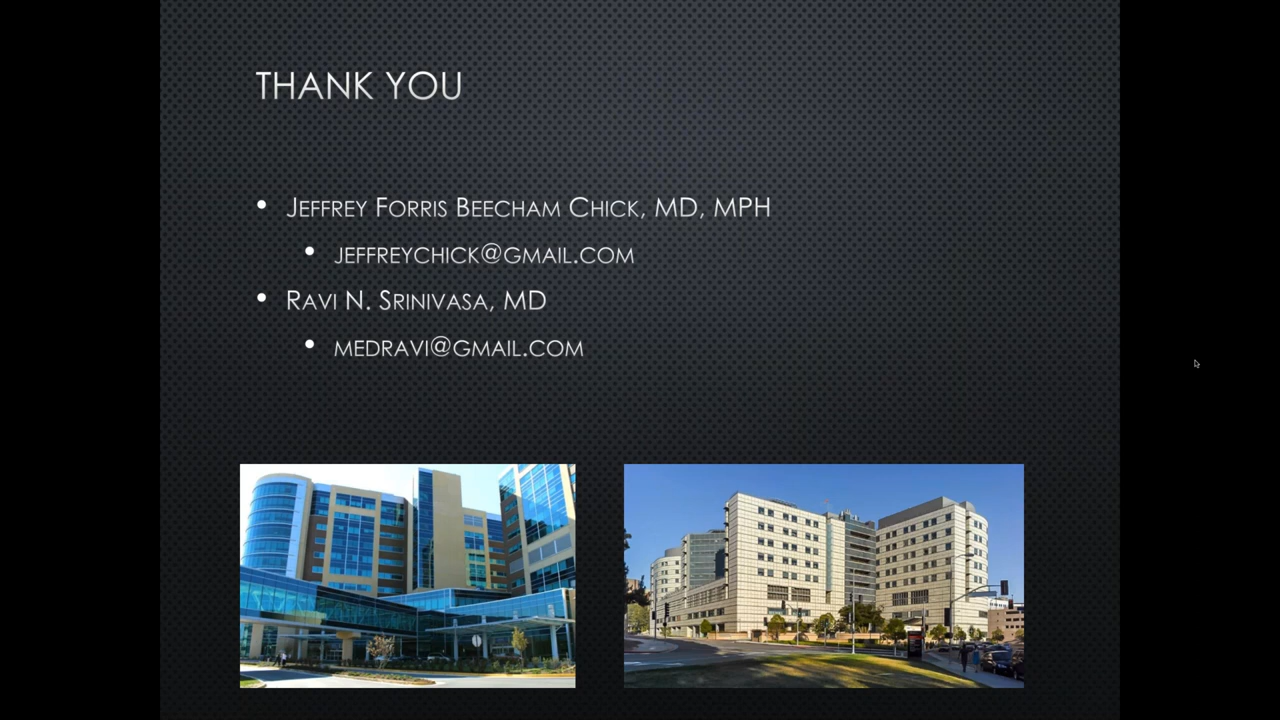 THANK YOU
• JEFFREY FORRIS BEECHAM CHICK, MD, MPH
• JEFFREYCHICK@GMAIL.COM
• RAVI N. SRINIVASA, MD
• MEDRAVI@GMAIL.COM